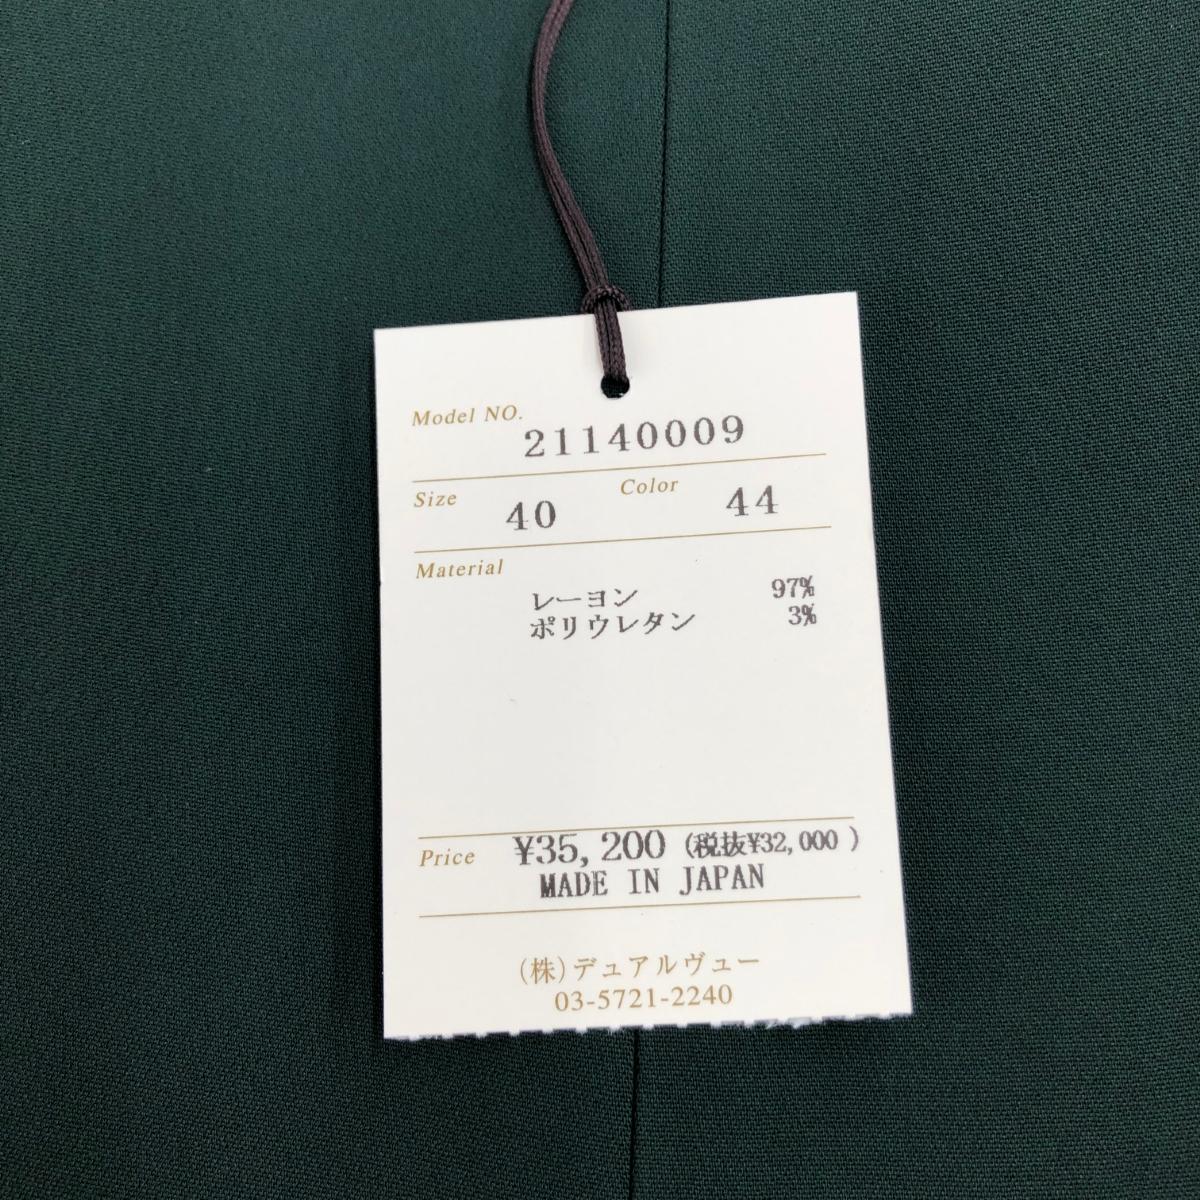 Model NO.
21140009
Size 40 Color 44
Material
レーヨン 97%
ポリウレタン 3%
Price ¥35,200 (税抜¥32,000 )
MADE IN JAPAN
(株)デュアルヴュー
03-5721-2240